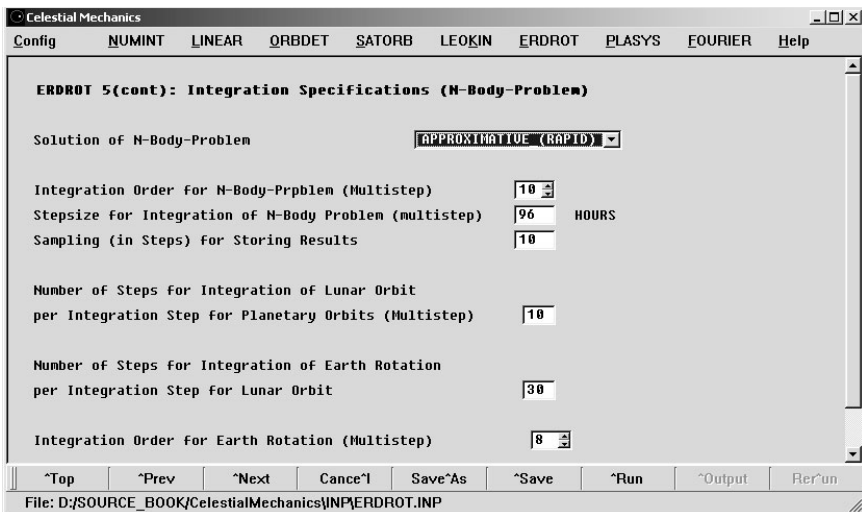 Celestial Mechanics
Config NUMINT LINEAR ORBDET SATORB LEOKIN ERDROT PLASYS FOURIER Help
ERDROT 5(cont): Integration Specifications (N-Body-Problem)
Solution of N-Body-Problem APPROXIMATIVE (RAPID)
Integration Order for N-Body-Prpblem (Multistep) 10
Stepsize for Integration of N-Body Problem (multistep) 96 HOURS
Sampling (in Steps) for Storing Results 10
Number of Steps for Integration of Lunar Orbit
per Integration Step for Planetary Orbits (Multistep) 10
Number of Steps for Integration of Earth Rotation
per Integration Step for Lunar Orbit 30
Integration Order for Earth Rotation (Multistep) 8
^Top ^Prev ^Next Cance^l Save^As ^Save ^Run ^Output Rer^un
File: D:/SOURCE_BOOK/CelestialMechanics\INP\ERDROT.INP